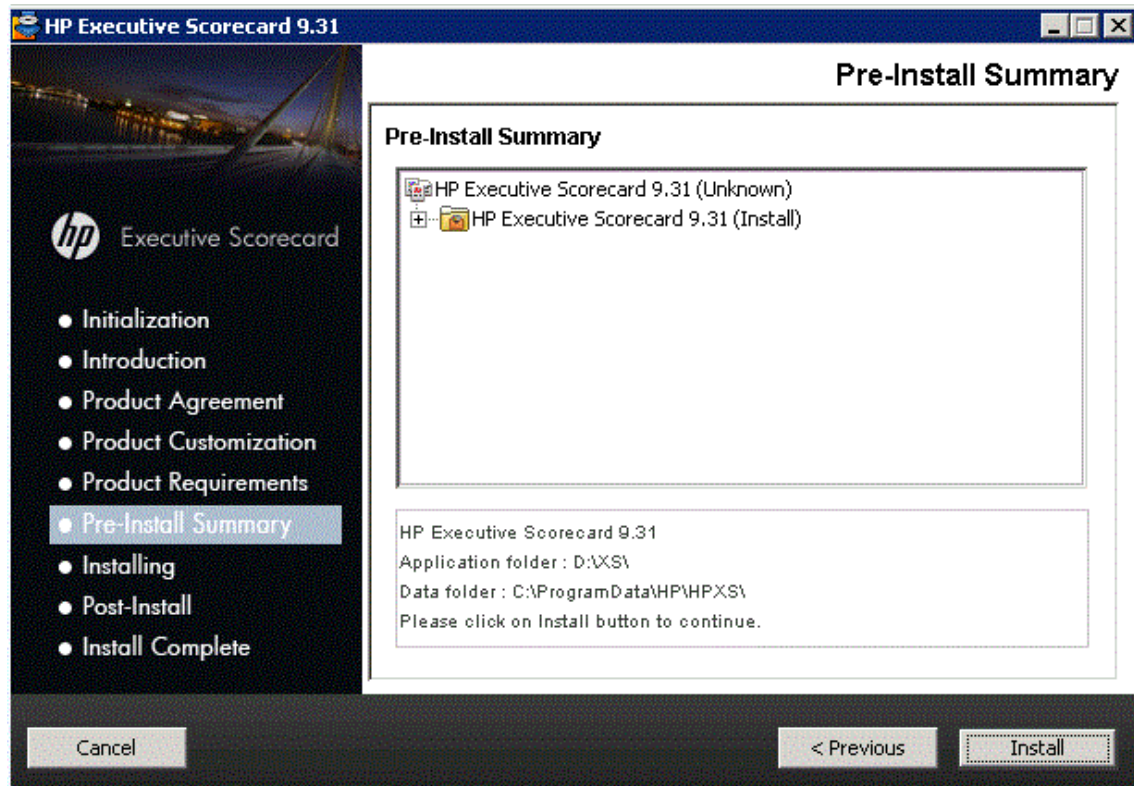 HP Executive Scorecard 9.31
Pre-Install Summary
Pre-Install Summary
HP Executive Scorecard 9.31 (Unknown)
HP Executive Scorecard 9.31 (Install)
hp Executive Scorecard
Initialization
Introduction
Product Agreement
Product Customization
Product Requirements
Pre-Install Summary
Installing
Post-Install
Install Complete
HP Executive Scorecard 9.31
Application folder : D:\XS\
Data folder : C:\ProgramData\HP\HPXS\
Please click on Install button to continue.
Cancel
< Previous
Install